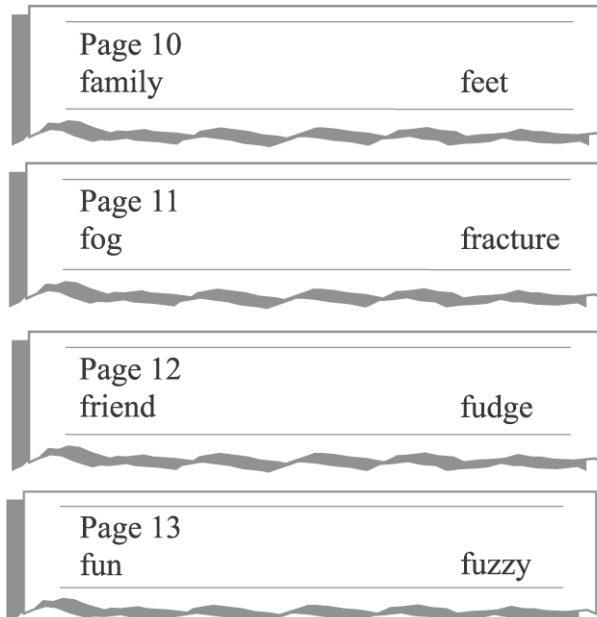 Page 10
family feet
Page 11
fog fracture
Page 12
friend fudge
Page 13
fun fuzzy